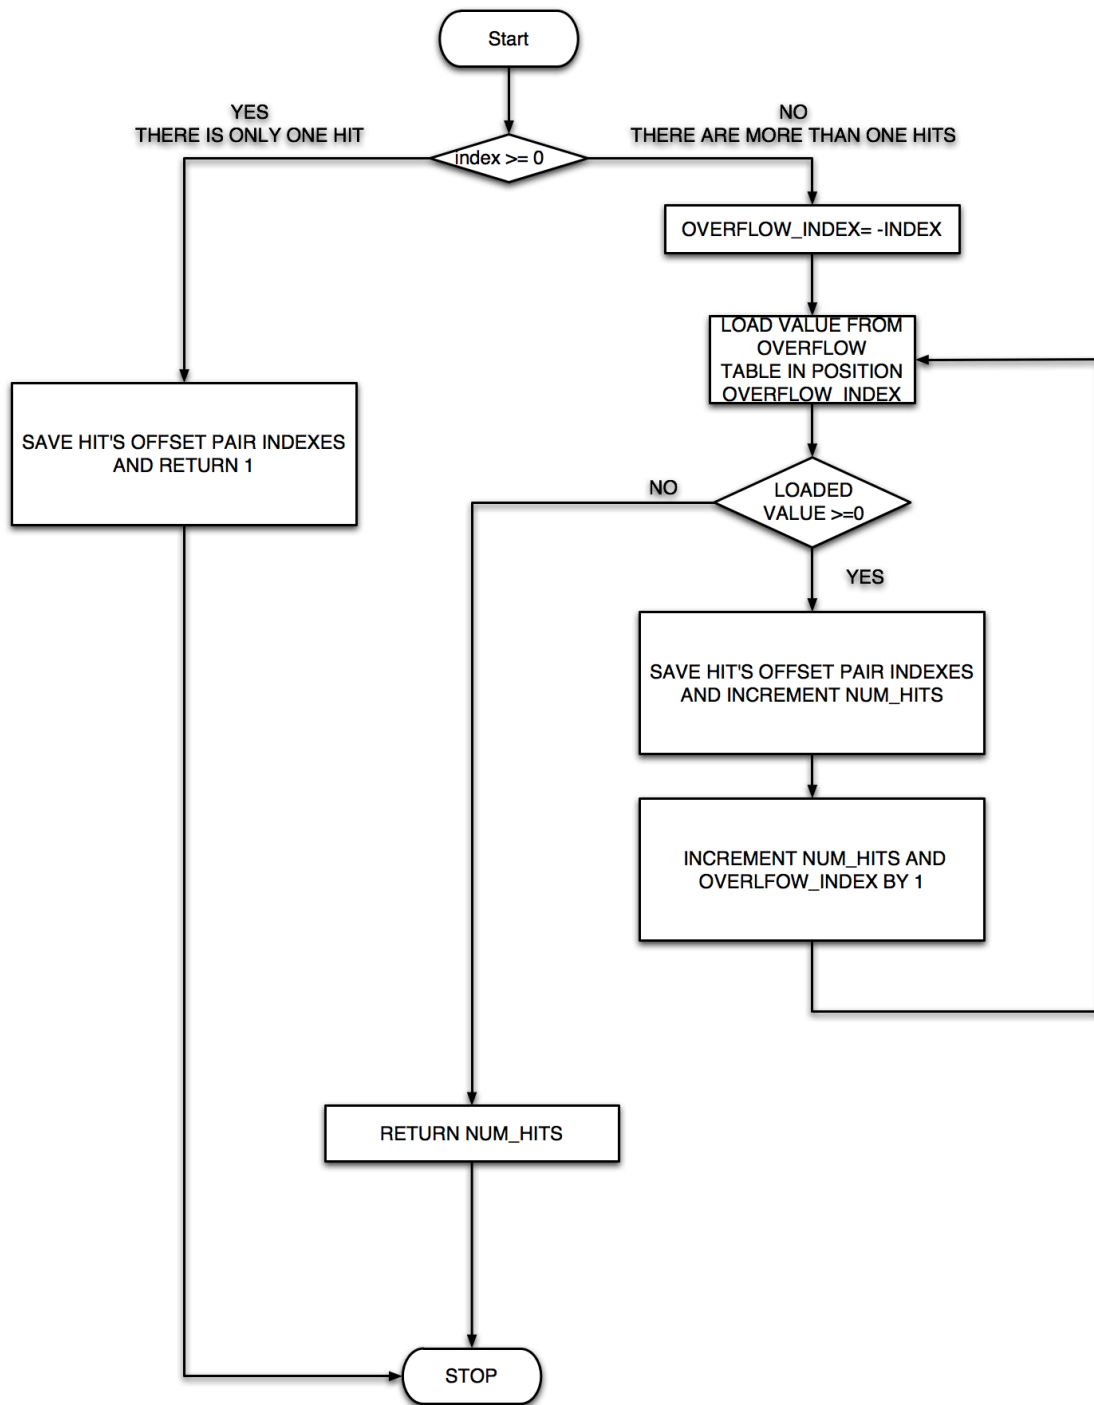 Start
YES
THERE IS ONLY ONE HIT
NO
THERE ARE MORE THAN ONE HITS
index >= 0
OVERFLOW_INDEX= -INDEX
LOAD VALUE FROM
OVERFLOW
TABLE IN POSITION
OVERFLOW_INDEX
SAVE HIT'S OFFSET PAIR INDEXES
AND RETURN 1
NO
LOADED
VALUE >=0
YES
SAVE HIT'S OFFSET PAIR INDEXES
AND INCREMENT NUM_HITS
INCREMENT NUM_HITS AND
OVERLFOW_INDEX BY 1
RETURN NUM_HITS
STOP